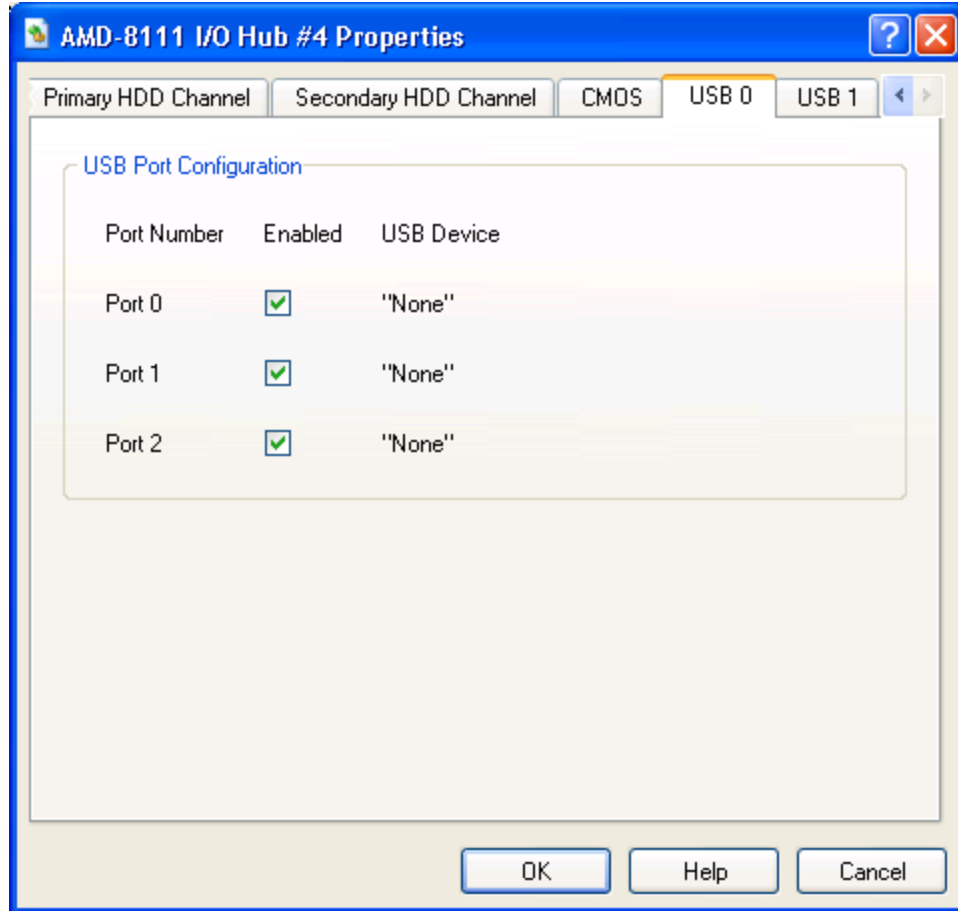 AMD-8111 I/O Hub #4 Properties
Primary HDD Channel Secondary HDD Channel CMOS USB 0 USB 1
USB Port Configuration
Port Number Enabled USB Device
Port 0 "None"
Port 1 "None"
Port 2 "None"
OK Help Cancel